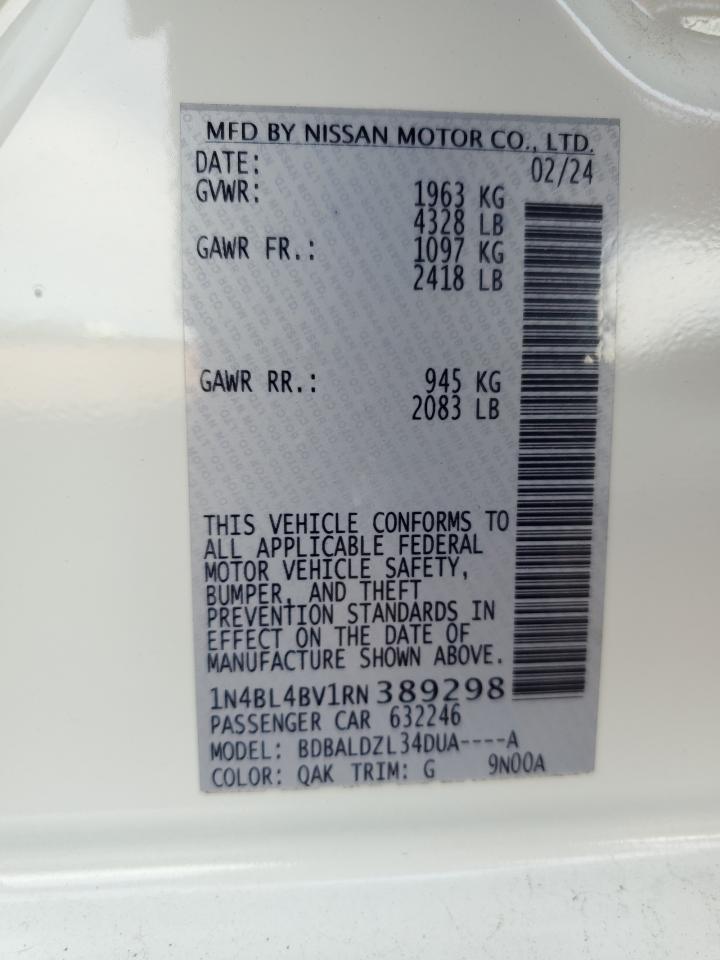 MFD BY NISSAN MOTOR CO., LTD.
DATE: 02/24
GVWR: 1963 KG
4328 LB
GAWR FR.: 1097 KG
2418 LB
GAWR RR.: 945 KG
2083 LB
THIS VEHICLE CONFORMS TO
ALL APPLICABLE FEDERAL
MOTOR VEHICLE SAFETY,
BUMPER, AND THEFT
PREVENTION STANDARDS IN
EFFECT ON THE DATE OF
MANUFACTURE SHOWN ABOVE.
1N4BL4BV1RN389298
PASSENGER CAR 632246
MODEL: BDBALDZL34DUA----A
COLOR: QAK TRIM: G 9N00A